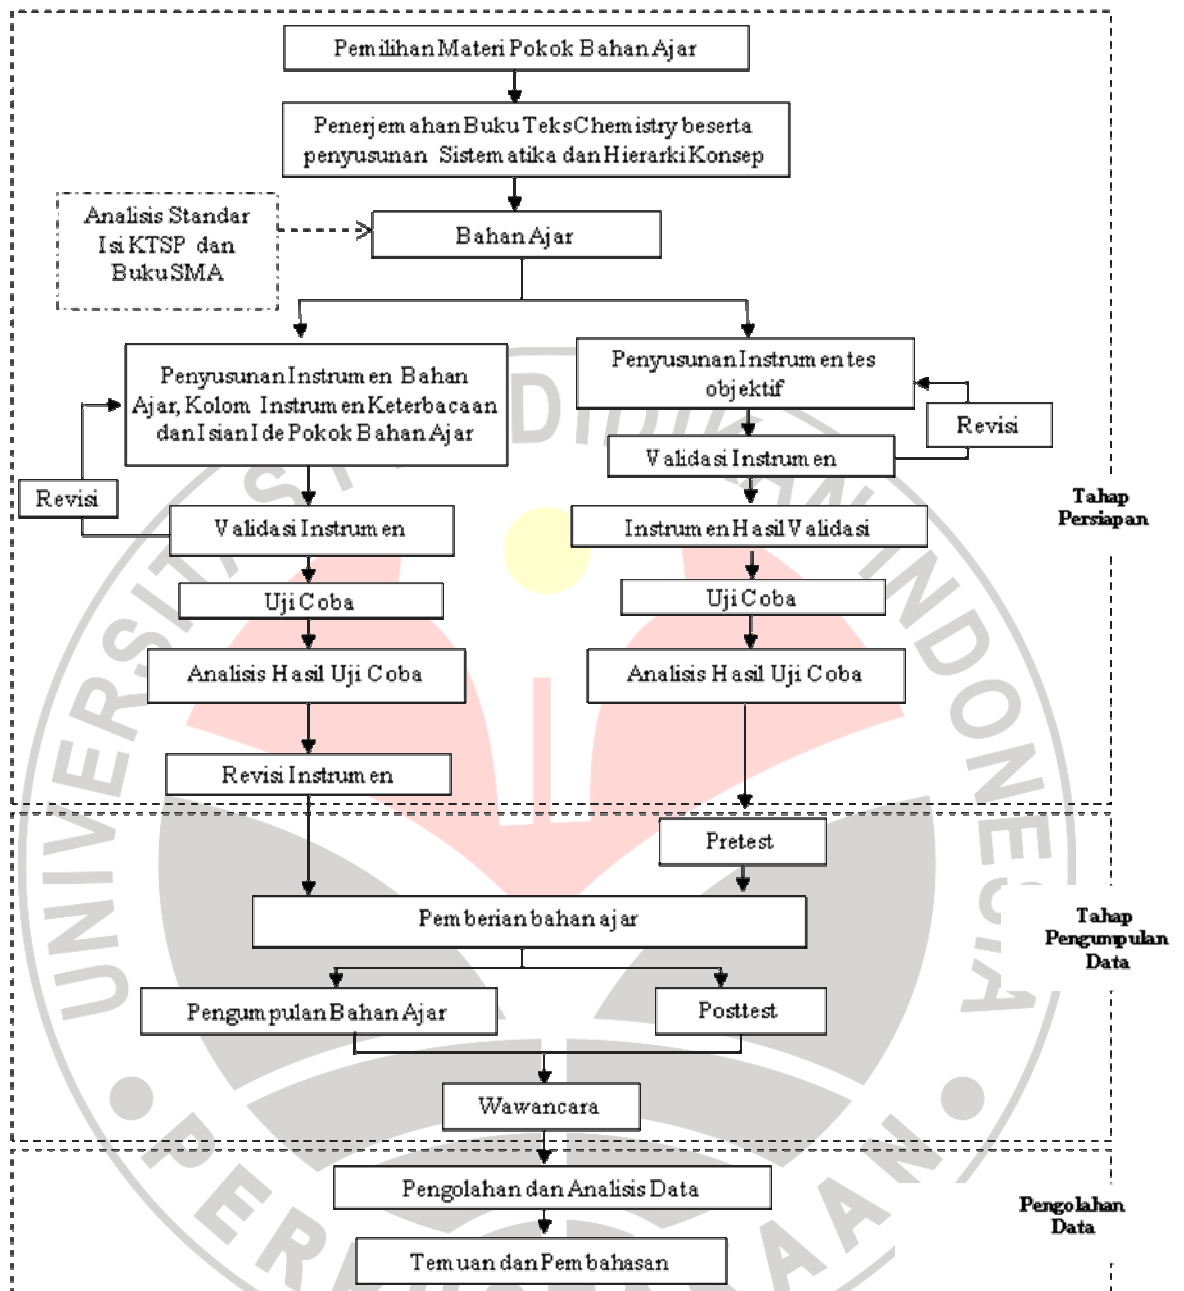 Pemilihan Materi Pokok Bahan Ajar
Penerjemahan Buku Teks Chemistry beserta
penyusunan Sistematika dan Hierarki Konsep
Analisis Standar
Isi KTSP dan
Buku SMA
Bahan Ajar
Penyusunan Instrumen Bahan
Ajar, Kolom Instrumen Keterbacaan
dan Isian Ide Pokok Bahan Ajar
Revisi
Validasi Instrumen
Uji Coba
Analisis Hasil Uji Coba
Revisi Instrumen
Penyusunan Instrumen tes
objektif
Revisi
Validasi Instrumen
Instrumen Hasil Validasi
Uji Coba
Analisis Hasil Uji Coba
Tahap
Persiapan
Pretest
Pemberian bahan ajar
Pengumpulan Bahan Ajar
Posttest
Wawancara
Tahap
Pengumpulan
Data
Pengolahan dan Analisis Data
Temuan dan Pembahasan
Pengolahan
Data
UNIVERSITAS PENDIDIKAN INDONESIA
PERPUSTAKAAN